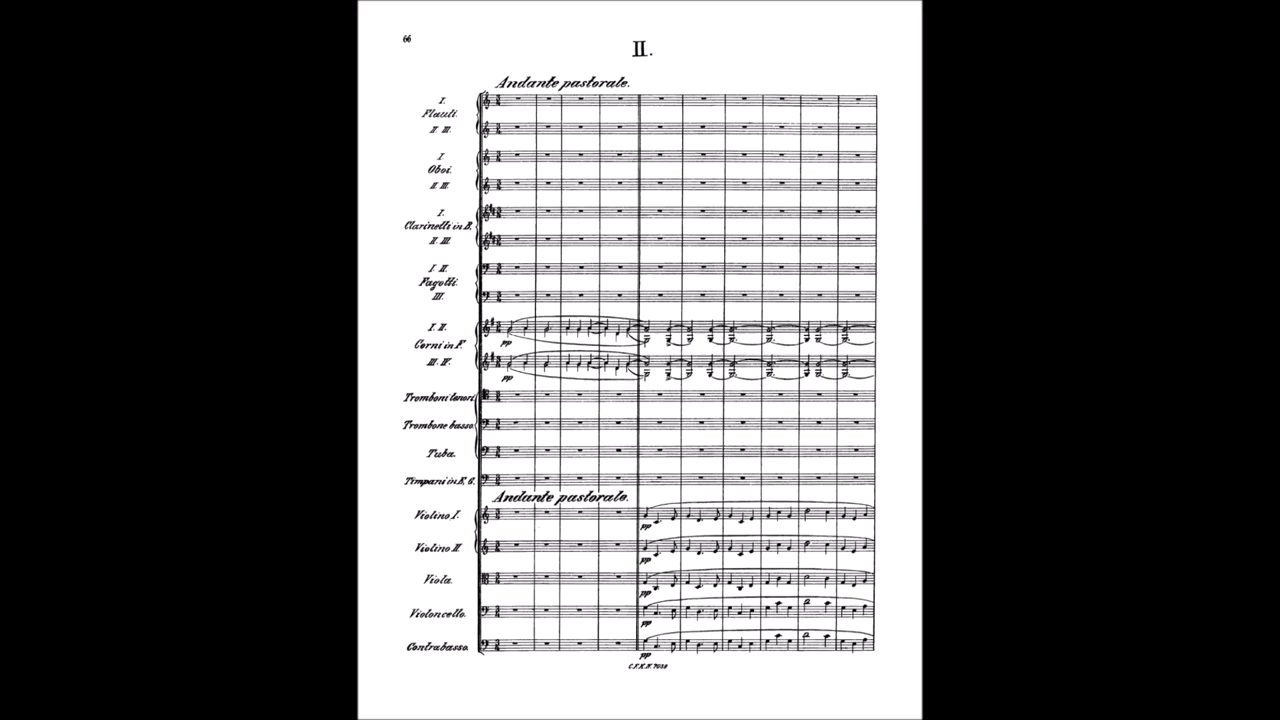 66
II.
Andante pastorale.
I.
Flauti.
II. III.
I.
Oboi.
II. III.
I.
Clarinetti in B.
II. III.
I. II.
Fagotti.
III.
I. II.
pp
Corni in F.
III. IV.
pp
Tromboni tenori
Trombone basso
Tuba.
Timpani in
Andante pastorale.
Violino I.
pp
Violino II.
pp
Viola.
pp
Violoncello.
pp
Contrabasso.
pp